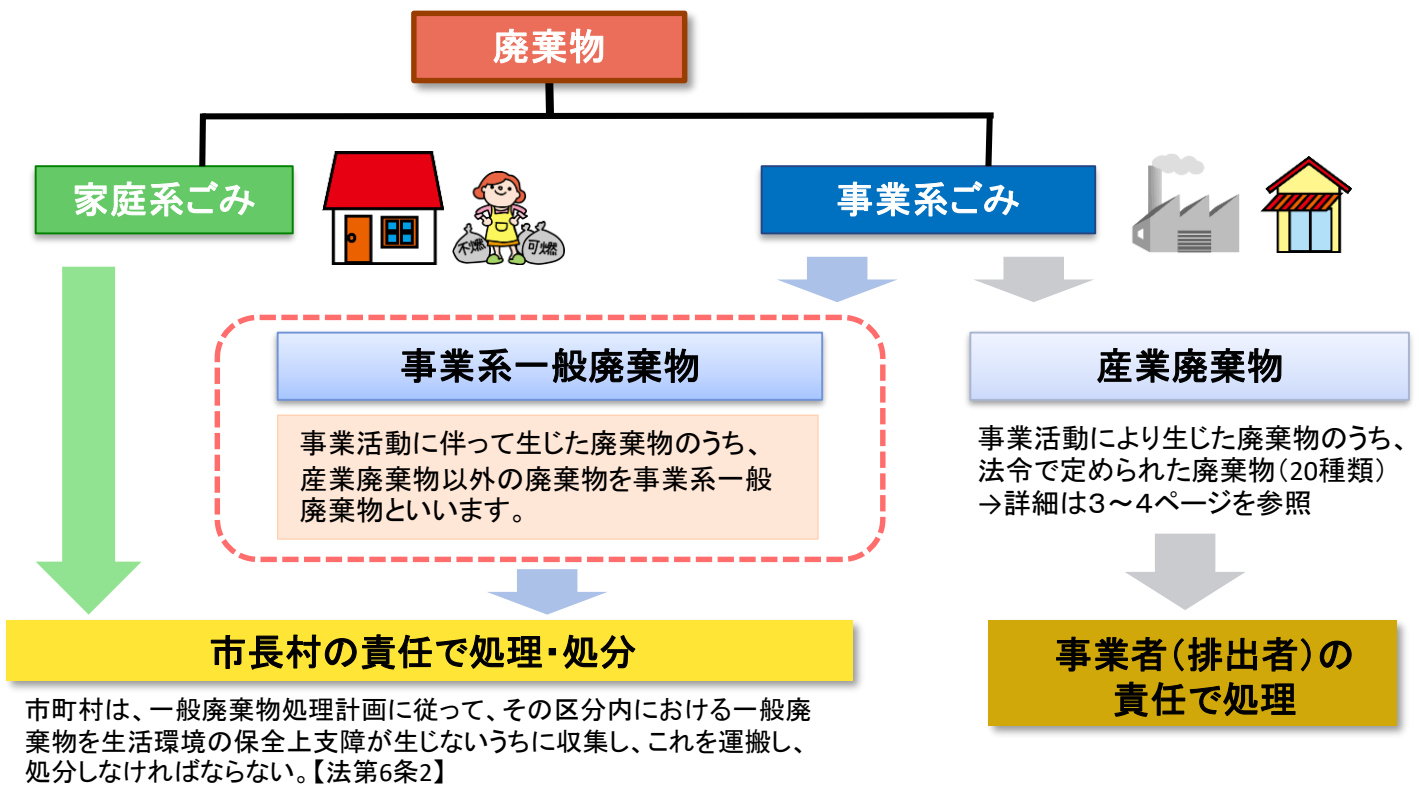 廃棄物
家庭系ごみ
不燃
可燃
事業系ごみ
事業系一般廃棄物
事業活動に伴って生じた廃棄物のうち、
産業廃棄物以外の廃棄物を事業系一般
廃棄物といいます。
産業廃棄物
事業活動により生じた廃棄物のうち、
法令で定められた廃棄物（20種類）
→詳細は３～４ページを参照
市長村の責任で処理・処分
市町村は、一般廃棄物処理計画に従って、その区分内における一般廃
棄物を生活環境の保全上支障が生じないうちに収集し、これを運搬し、
処分しなければならない。【法第6条2】
事業者（排出者）の
責任で処理